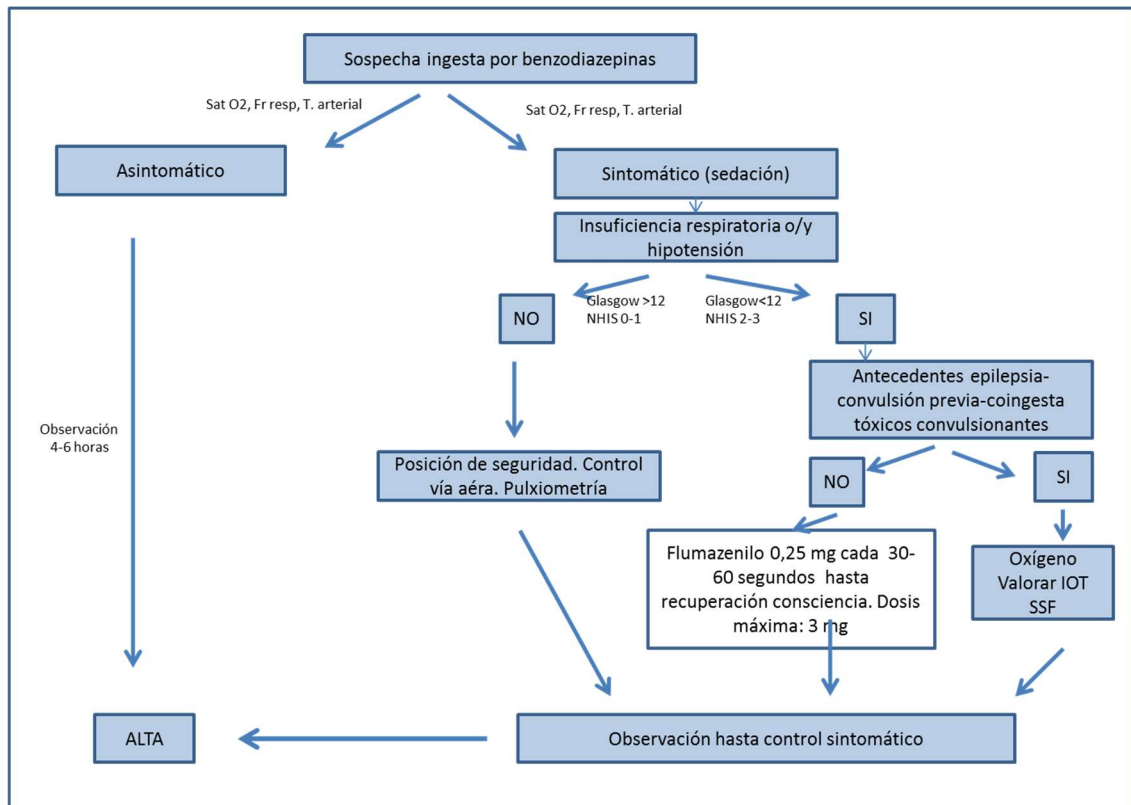 Sospecha ingesta por benzodiazepinas
Sat O2, Fr resp, T. arterial
Sat O2, Fr resp, T. arterial
Asintomático
Sintomático (sedación)
Insuficiencia respiratoria o/y
hipotensión
NO
Glasgow >12
NHIS 0-1
Glasgow<12
NHIS 2-3
SI
Antecedentes epilepsia-
convulsión previa-coingesta
tóxicos convulsionantes
Observación
4-6 horas
Posición de seguridad. Control
vía aéra. Pulxiometría
NO
SI
Flumazenilo 0,25 mg cada 30-
60 segundos hasta
recuperación consciencia. Dosis
máxima: 3 mg
Oxígeno
Valorar IOT
SSF
ALTA
Observación hasta control sintomático